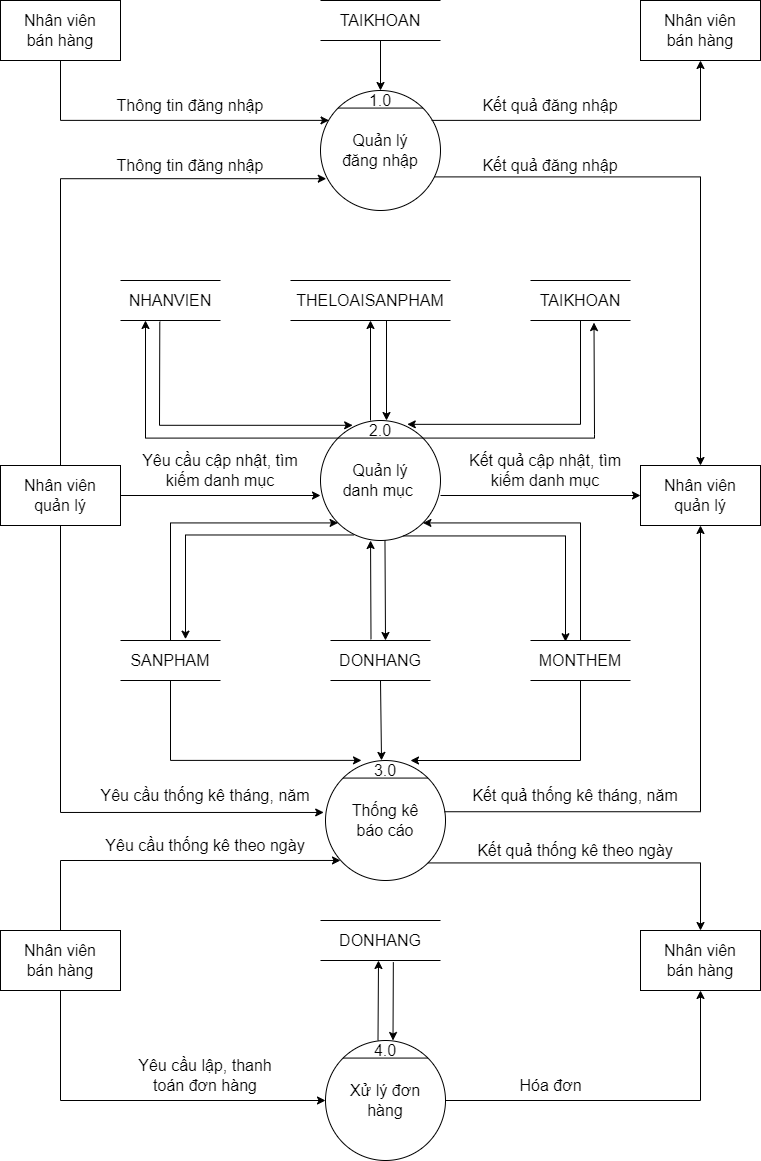 Nhân viên
bán hàng
TAIKHOAN
Nhân viên
bán hàng
Thông tin đăng nhập
1.0
Kết quả đăng nhập
Quản lý
đăng nhập
Thông tin đăng nhập
Kết quả đăng nhập
NHANVIEN
THELOAISANPHAM
TAIKHOAN
2.0
Yêu cầu cập nhật, tìm
kiếm danh mục
Quản lý
danh mục
Kết quả cập nhật, tìm
kiếm danh mục
Nhân viên
quản lý
Nhân viên
quản lý
SANPHAM
DONHANG
MONTHEM
3.0
Yêu cầu thống kê tháng, năm
Thống kê
báo cáo
Kết quả thống kê tháng, năm
Yêu cầu thống kê theo ngày
Kết quả thống kê theo ngày
Nhân viên
bán hàng
DONHANG
Nhân viên
bán hàng
4.0
Yêu cầu lập, thanh
toán đơn hàng
Xử lý đơn
hàng
Hóa đơn